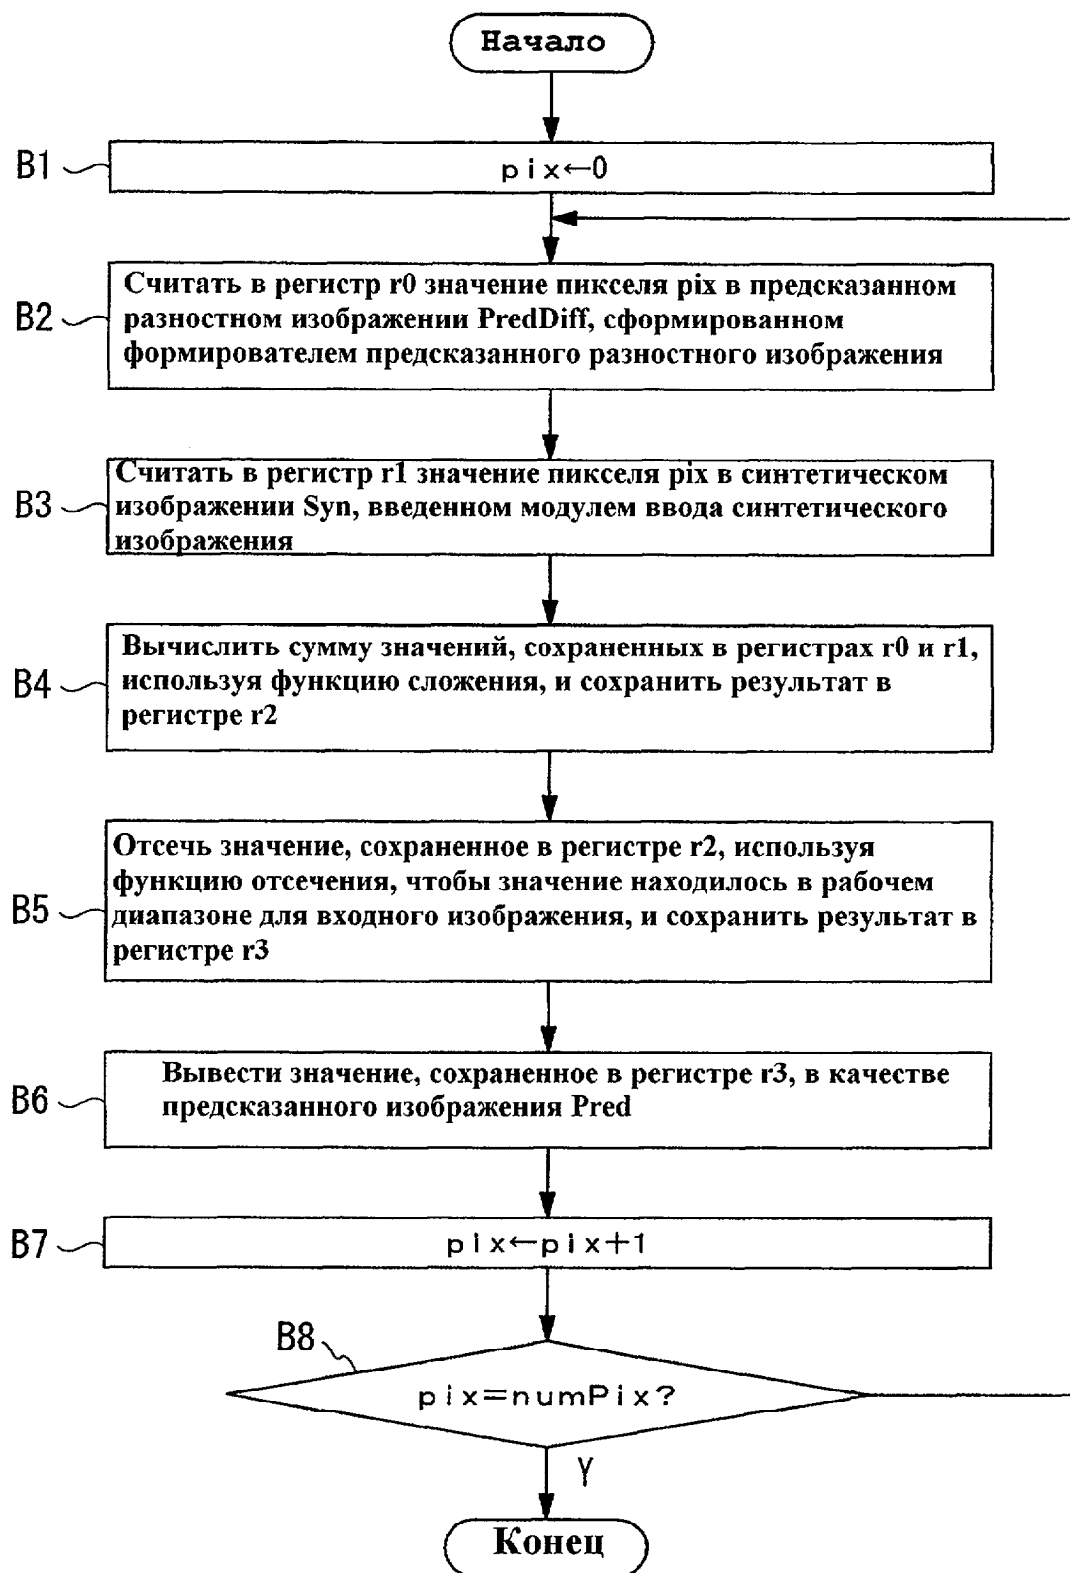 Начало
B1
pix←0
B2
Считать в регистр r0 значение пикселя pix в предсказанном
разностном изображении PredDiff, сформированном
формирователем предсказанного разностного изображения
B3
Считать в регистр r1 значение пикселя pix в синтетическом
изображении Syn, введенном модулем ввода синтетического
изображения
B4
Вычислить сумму значений, сохраненных в регистрах r0 и r1,
используя функцию сложения, и сохранить результат в
регистре r2
B5
Отсечь значение, сохраненное в регистре r2, используя
функцию отсечения, чтобы значение находилось в рабочем
диапазоне для входного изображения, и сохранить результат в
регистре r3
B6
Вывести значение, сохраненное в регистре r3, в качестве
предсказанного изображения Pred
B7
pix←pix+1
B8
pix=numPix?
Y
Конец